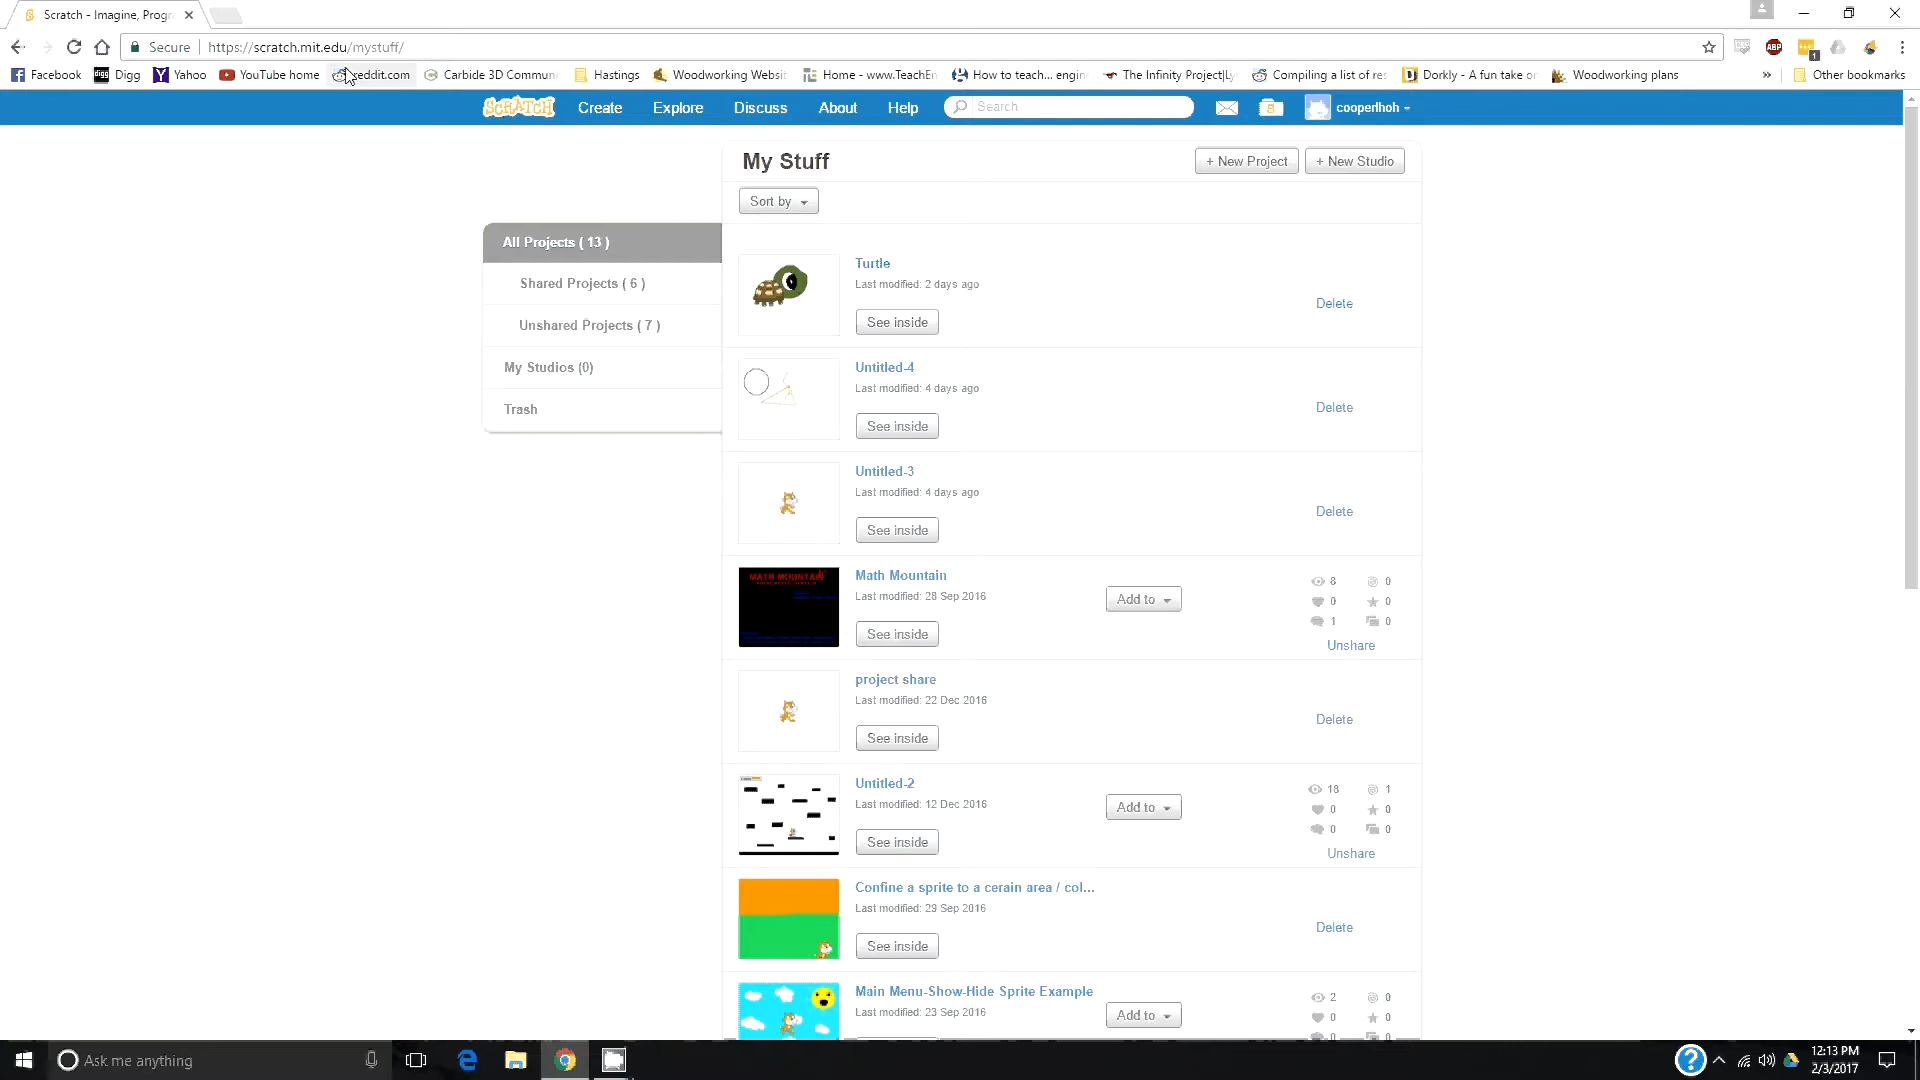 Scratch - Imagine, Progra
Secure
https://scratch.mit.edu/mystuff/
ABP
1
Facebook
digg
Digg
Yahoo
YouTube home
eddit.com
Carbide 3D Commun
Hastings
Woodworking Websit
Home - www.TeachEn
How to teach... engin
The Infinity Project|Ly
Compiling a list of res
Dorkly - A fun take or
Woodworking plans
»
Other bookmarks
SCRATCH
Create
Explore
Discuss
About
Help
Search
cooperlhoh
My Stuff
+ New Project
+ New Studio
Sort by
All Projects ( 13 )
Shared Projects ( 6 )
Unshared Projects ( 7 )
My Studios (0)
Trash
Turtle
Last modified: 2 days ago
See inside
Delete
Untitled-4
Last modified: 4 days ago
See inside
Delete
Untitled-3
Last modified: 4 days ago
See inside
Delete
MATH MOUNTAIN
Math Mountain
Last modified: 28 Sep 2016
See inside
Add to
8 0
0 0
1 0
Unshare
project share
Last modified: 22 Dec 2016
See inside
Delete
Untitled-2
Last modified: 12 Dec 2016
See inside
Add to
18 1
0 0
0 0
Unshare
Confine a sprite to a cerain area / col...
Last modified: 29 Sep 2016
See inside
Delete
Main Menu-Show-Hide Sprite Example
Last modified: 23 Sep 2016
Add to
2 0
0 0
0 0
Ask me anything
12:13 PM
2/3/2017